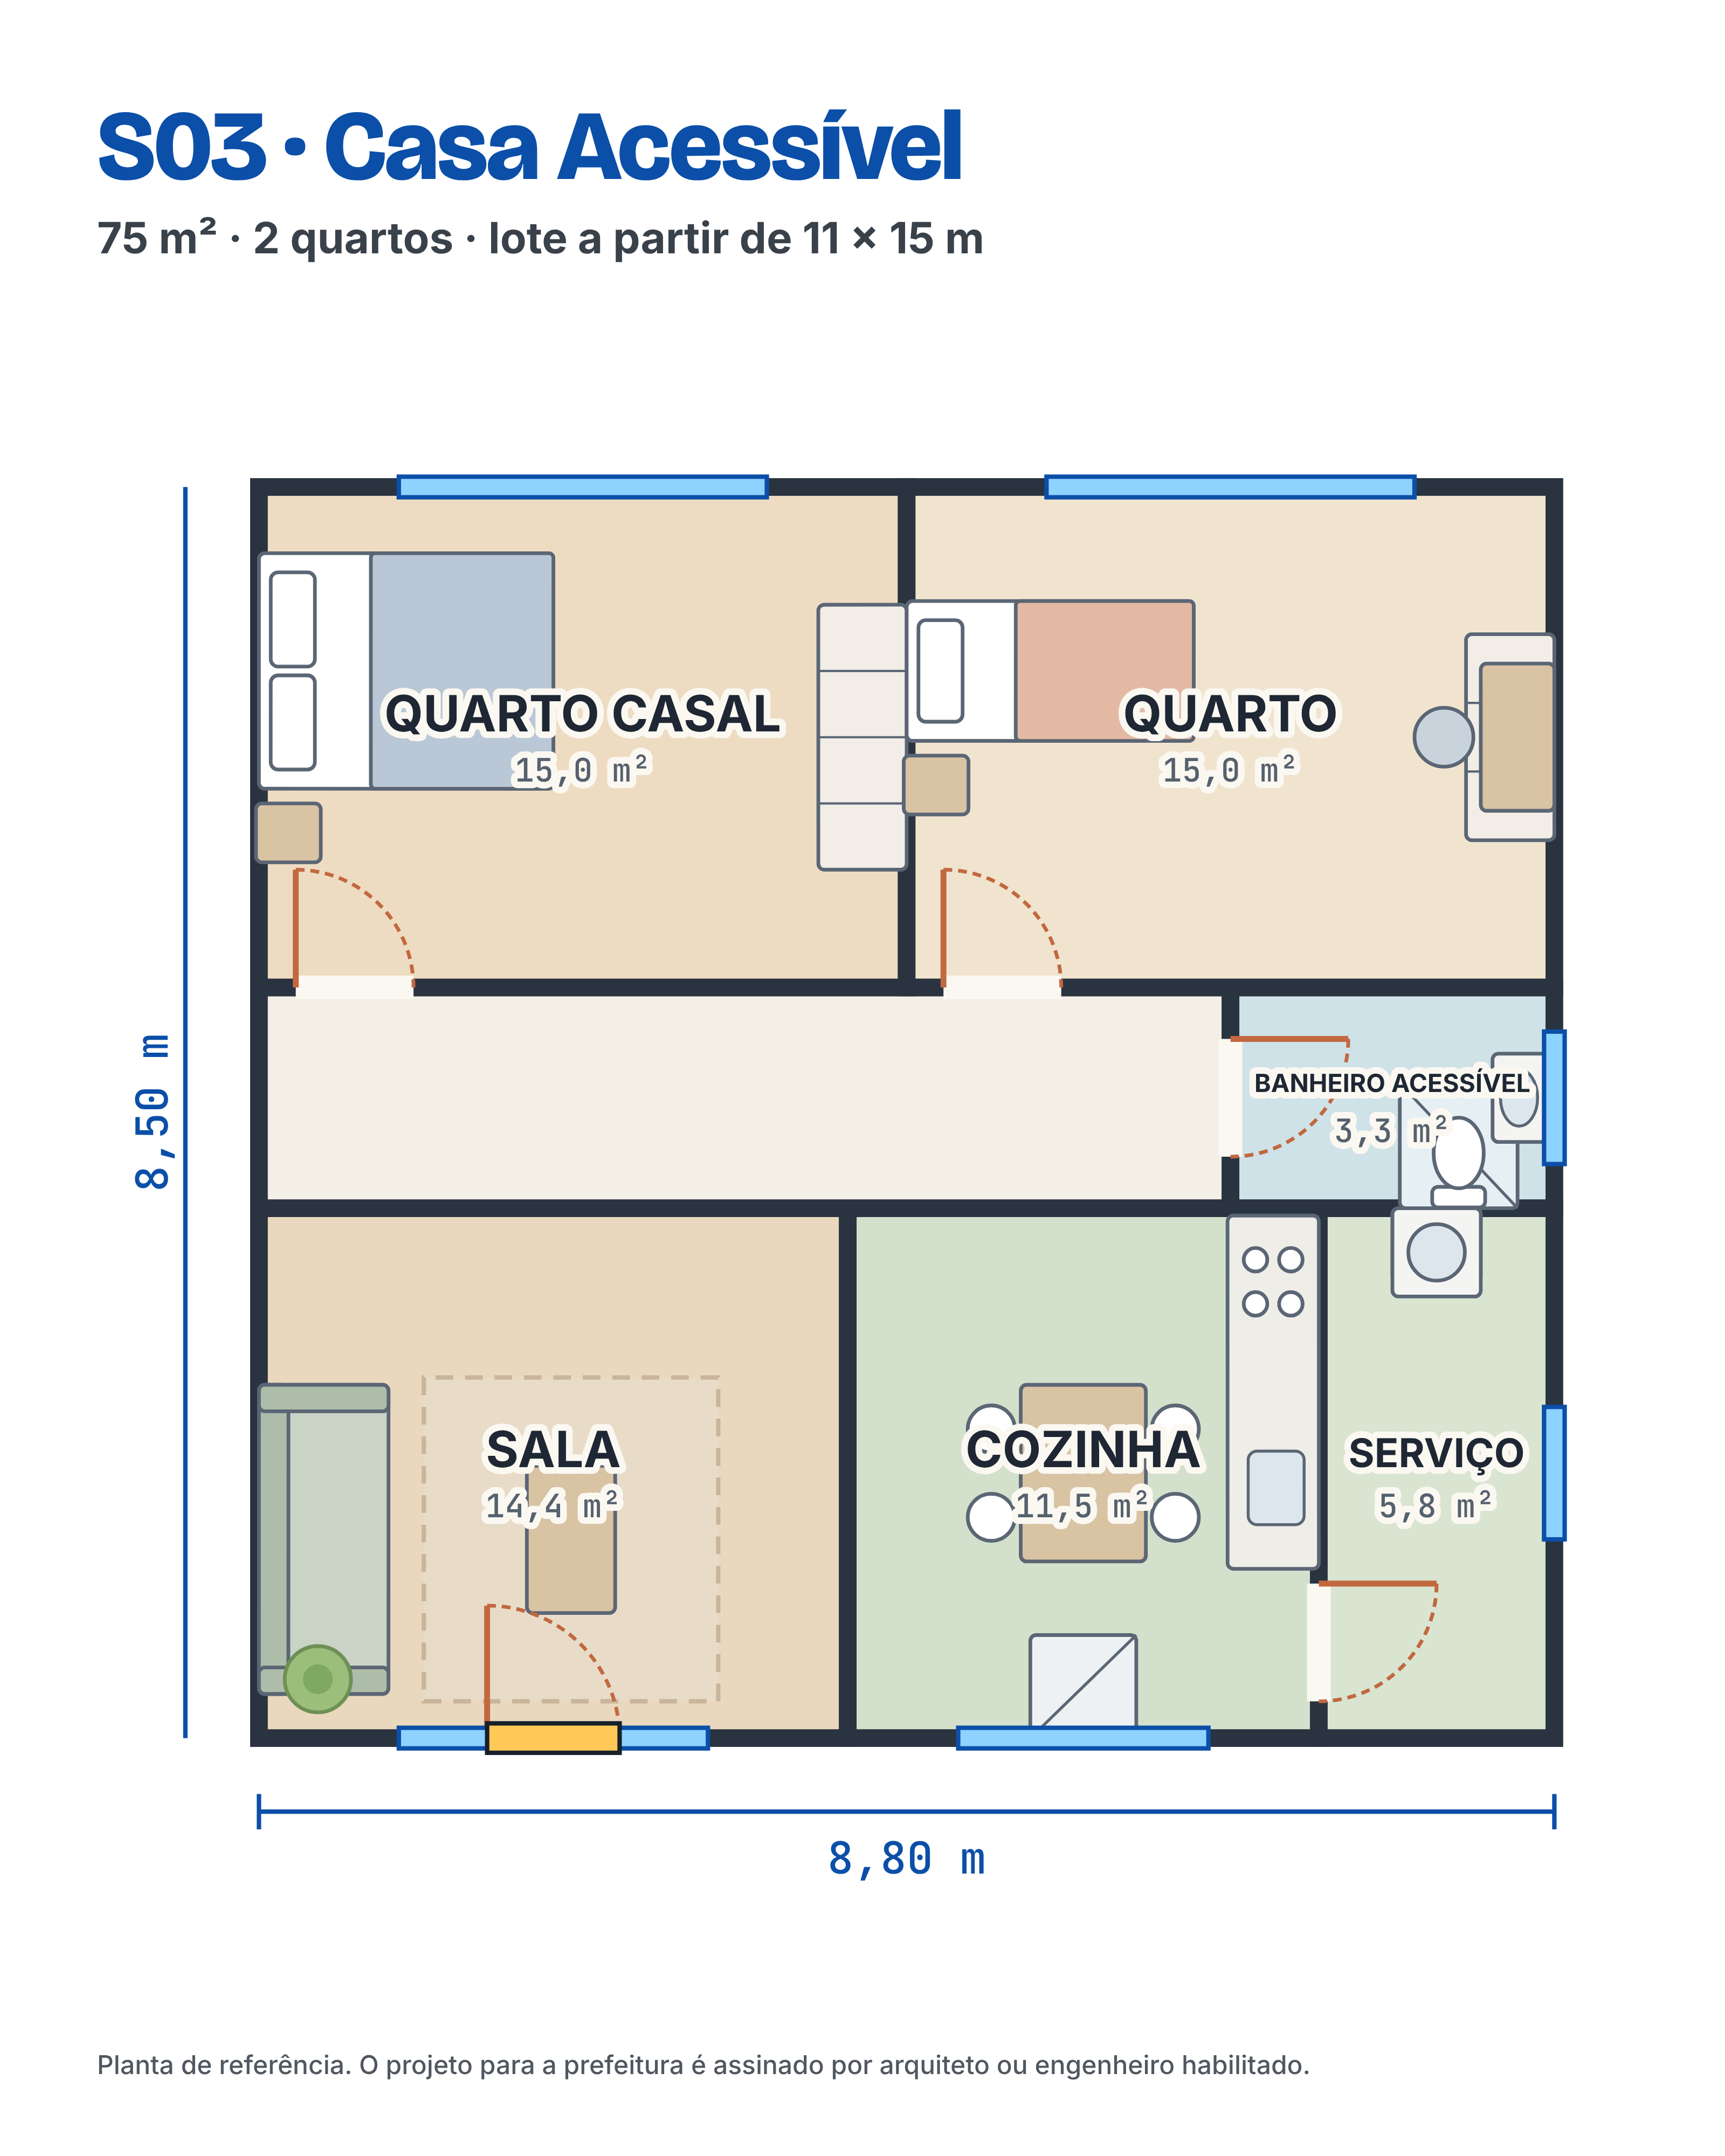 S03 · Casa Acessível
75 m² · 2 quartos · lote a partir de 11 × 15 m
QUARTO CASAL
15,0 m²
QUARTO
15,0 m²
8,50 m
BANHEIRO ACESSÍVEL
3,3 m²
SALA
14,4 m²
COZINHA
11,5 m²
SERVIÇO
5,8 m²
8,80 m
Planta de referência. O projeto para a prefeitura é assinado por arquiteto ou engenheiro habilitado.